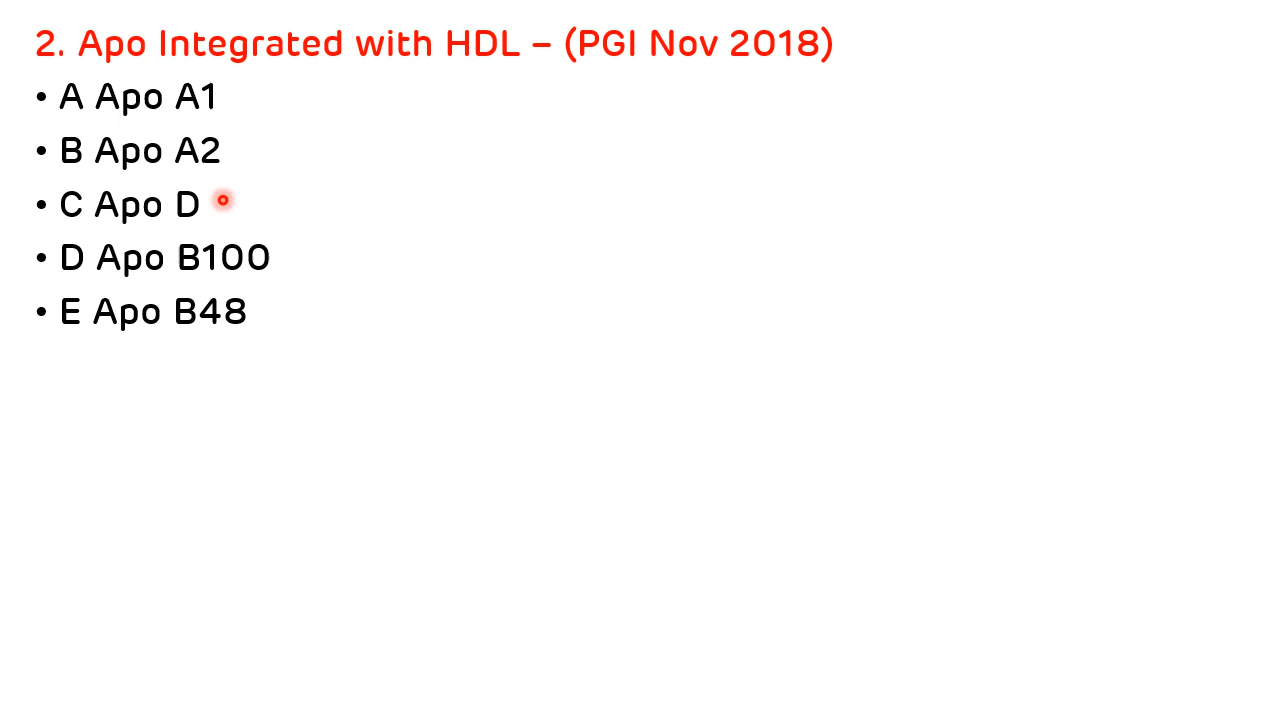 2. Apo Integrated with HDL – (PGI Nov 2018)
• A Apo A1
• B Apo A2
• C Apo D
• D Apo B100
• E Apo B48